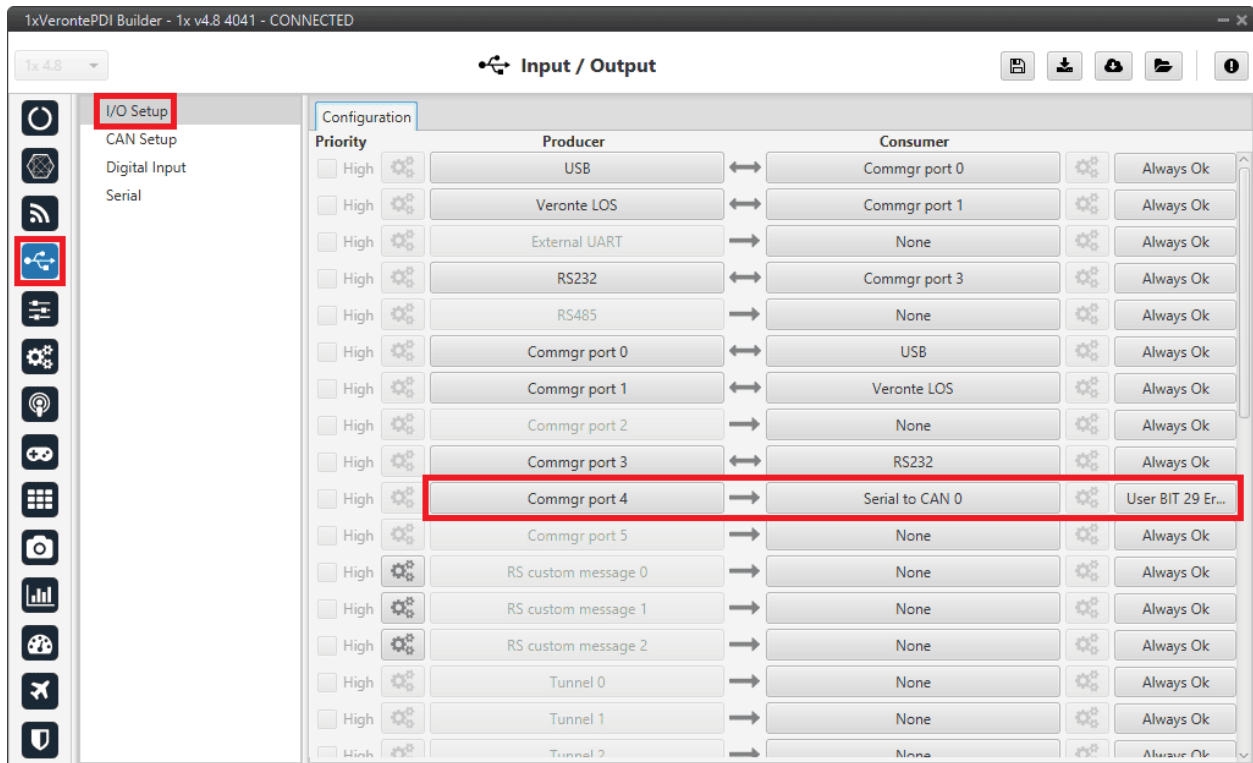 1xVerontePDI Builder - 1x v4.8 4041 - CONNECTED
1x 4.8 Input / Output
I/O Setup
CAN Setup
Digital Input
Serial
Configuration
Priority Producer Consumer
High USB Commgr port 0 Always Ok
High Veronte LOS Commgr port 1 Always Ok
High External UART None Always Ok
High RS232 Commgr port 3 Always Ok
High RS485 None Always Ok
High Commgr port 0 USB Always Ok
High Commgr port 1 Veronte LOS Always Ok
High Commgr port 2 None Always Ok
High Commgr port 3 RS232 Always Ok
High Commgr port 4 Serial to CAN 0 User BIT 29 Er...
High Commgr port 5 None Always Ok
High RS custom message 0 None Always Ok
High RS custom message 1 None Always Ok
High RS custom message 2 None Always Ok
High Tunnel 0 None Always Ok
High Tunnel 1 None Always Ok
High Tunnel 2 None Always Ok